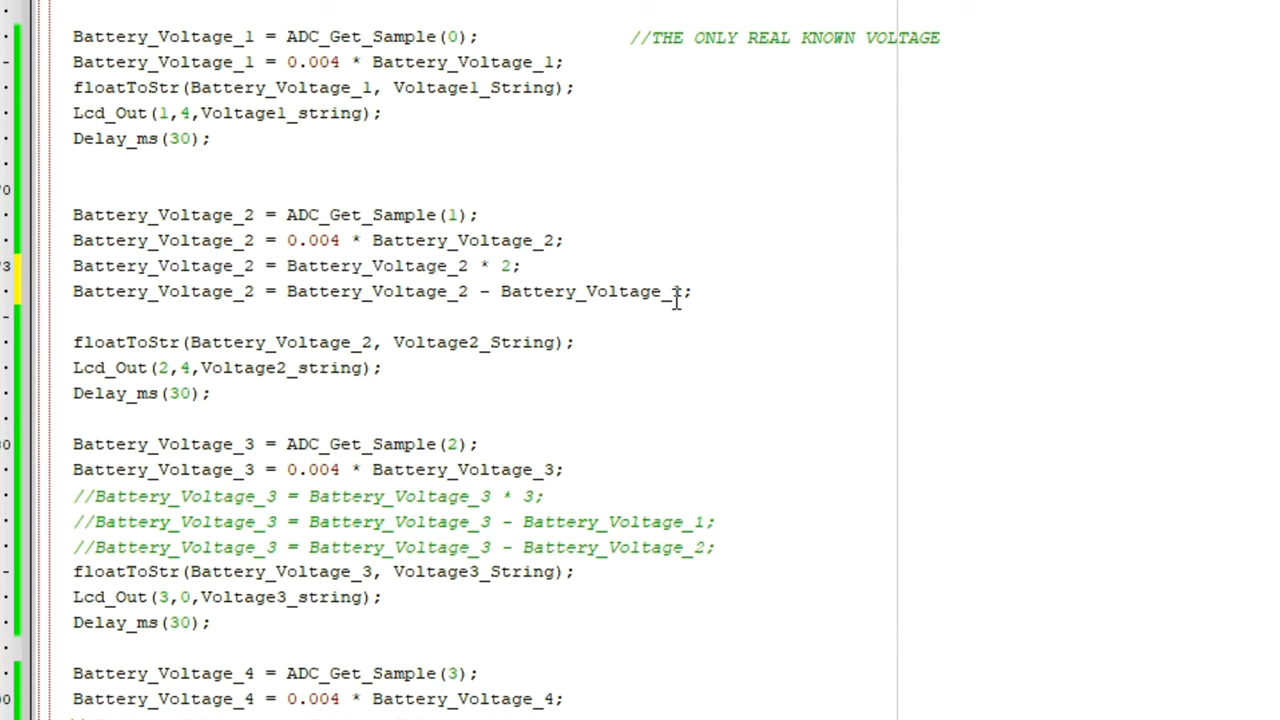 Battery_Voltage_1 = ADC_Get_Sample(0); //THE ONLY REAL KNOWN VOLTAGE
Battery_Voltage_1 = 0.004 * Battery_Voltage_1;
floatToStr(Battery_Voltage_1, Voltage1_String);
Lcd_Out(1,4,Voltage1_string);
Delay_ms(30);
Battery_Voltage_2 = ADC_Get_Sample(1);
Battery_Voltage_2 = 0.004 * Battery_Voltage_2;
Battery_Voltage_2 = Battery_Voltage_2 * 2;
Battery_Voltage_2 = Battery_Voltage_2 - Battery_Voltage_1;
floatToStr(Battery_Voltage_2, Voltage2_String);
Lcd_Out(2,4,Voltage2_string);
Delay_ms(30);
Battery_Voltage_3 = ADC_Get_Sample(2);
Battery_Voltage_3 = 0.004 * Battery_Voltage_3;
//Battery_Voltage_3 = Battery_Voltage_3 * 3;
//Battery_Voltage_3 = Battery_Voltage_3 - Battery_Voltage_1;
//Battery_Voltage_3 = Battery_Voltage_3 - Battery_Voltage_2;
floatToStr(Battery_Voltage_3, Voltage3_String);
Lcd_Out(3,0,Voltage3_string);
Delay_ms(30);
Battery_Voltage_4 = ADC_Get_Sample(3);
Battery_Voltage_4 = 0.004 * Battery_Voltage_4;